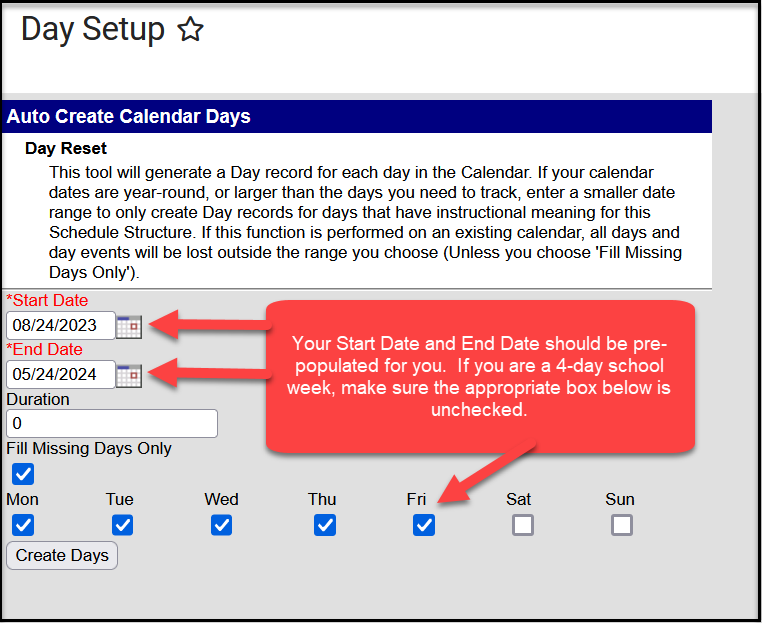 Day Setup
Auto Create Calendar Days
Day Reset
This tool will generate a Day record for each day in the Calendar. If your calendar
dates are year-round, or larger than the days you need to track, enter a smaller date
range to only create Day records for days that have instructional meaning for this
Schedule Structure. If this function is performed on an existing calendar, all days and
day events will be lost outside the range you choose (Unless you choose 'Fill Missing
Days Only').
*Start Date
08/24/2023
*End Date
05/24/2024
Duration
0
Your Start Date and End Date should be pre-
populated for you.  If you are a 4-day school
week, make sure the appropriate box below is
unchecked.
Fill Missing Days Only
Mon Tue Wed Thu Fri Sat Sun
Create Days